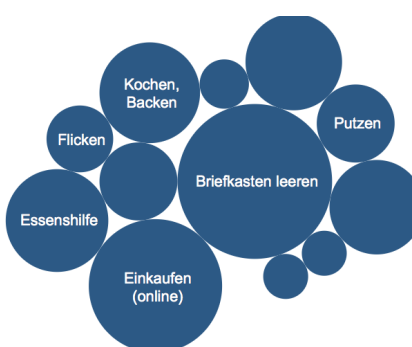 Kochen,
Backen
Putzen
Flicken
Briefkasten leeren
Essenshilfe
Einkaufen
(online)